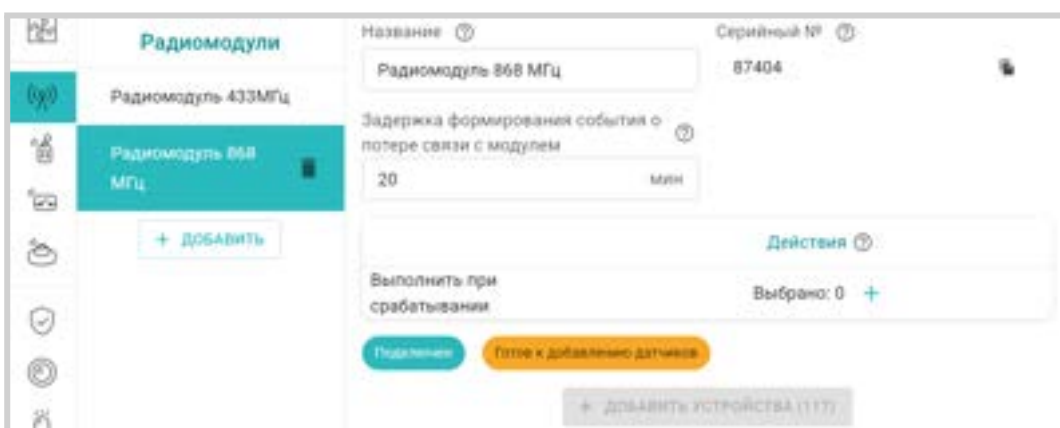 Радиомодули
Радиомодуль 433МГц
Радиомодуль 868
МГц
+ ДОБАВИТЬ
Название
Серийный №
Радиомодуль 868 МГц
87404
Задержка формирования события о
потере связи с модулем
20 мин
Действия
Выполнить при
срабатывании
Выбрано: 0 +
Подключен
Готов к добавлению датчиков
+ ДОБАВИТЬ УСТРОЙСТВА (117)